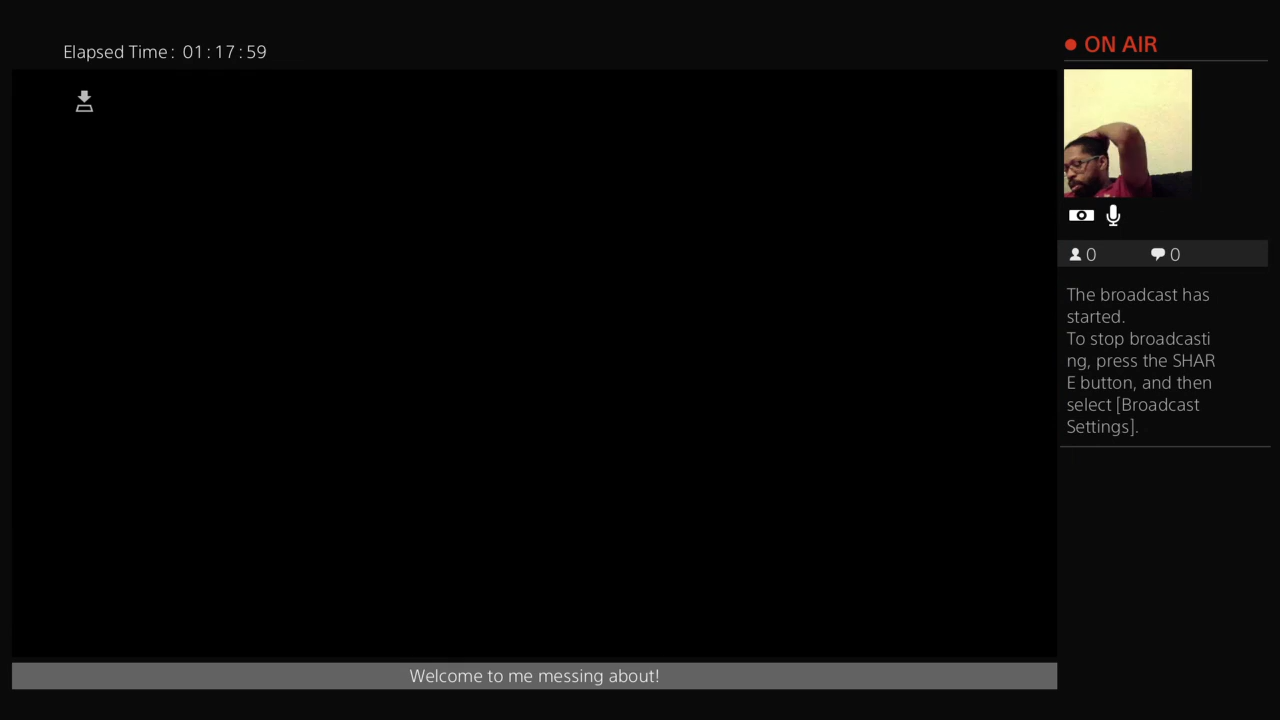 Elapsed Time: 01:17:59
ON AIR
0 0
The broadcast has
started.
To stop broadcasti
ng, press the SHAR
E button, and then
select [Broadcast
Settings].
Welcome to me messing about!